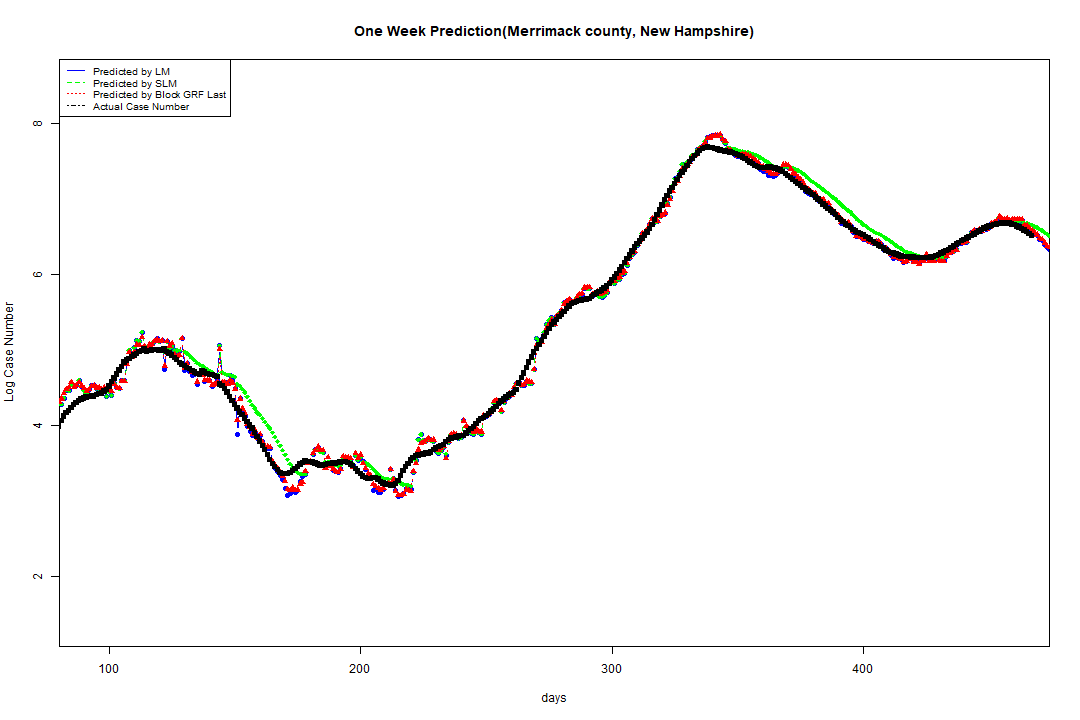 One Week Prediction(Merrimack county, New Hampshire)
Predicted by LM
Predicted by SLM
Predicted by Block GRF Last
Actual Case Number
8
6
4
2
Log Case Number
100
200
300
400
days